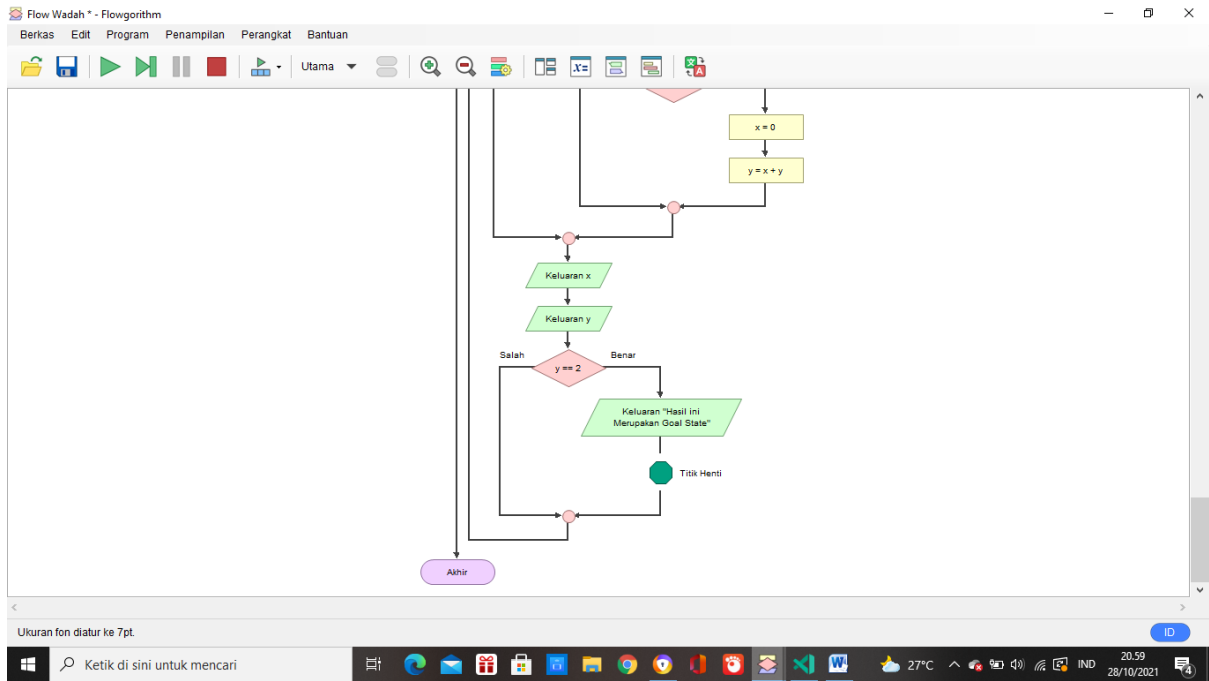 Flow Wadah * - Flowgorithm
Berkas Edit Program Penampilan Perangkat Bantuan
Utama
x=
x = 0
y = x + y
Keluaran x
Keluaran y
Salah
Benar
y == 2
Keluaran "Hasil ini
Merupakan Goal State"
Titik Henti
Akhir
Ukuran fon diatur ke 7pt.
ID
Ketik di sini untuk mencari
27°C
IND
20.59
28/10/2021
4